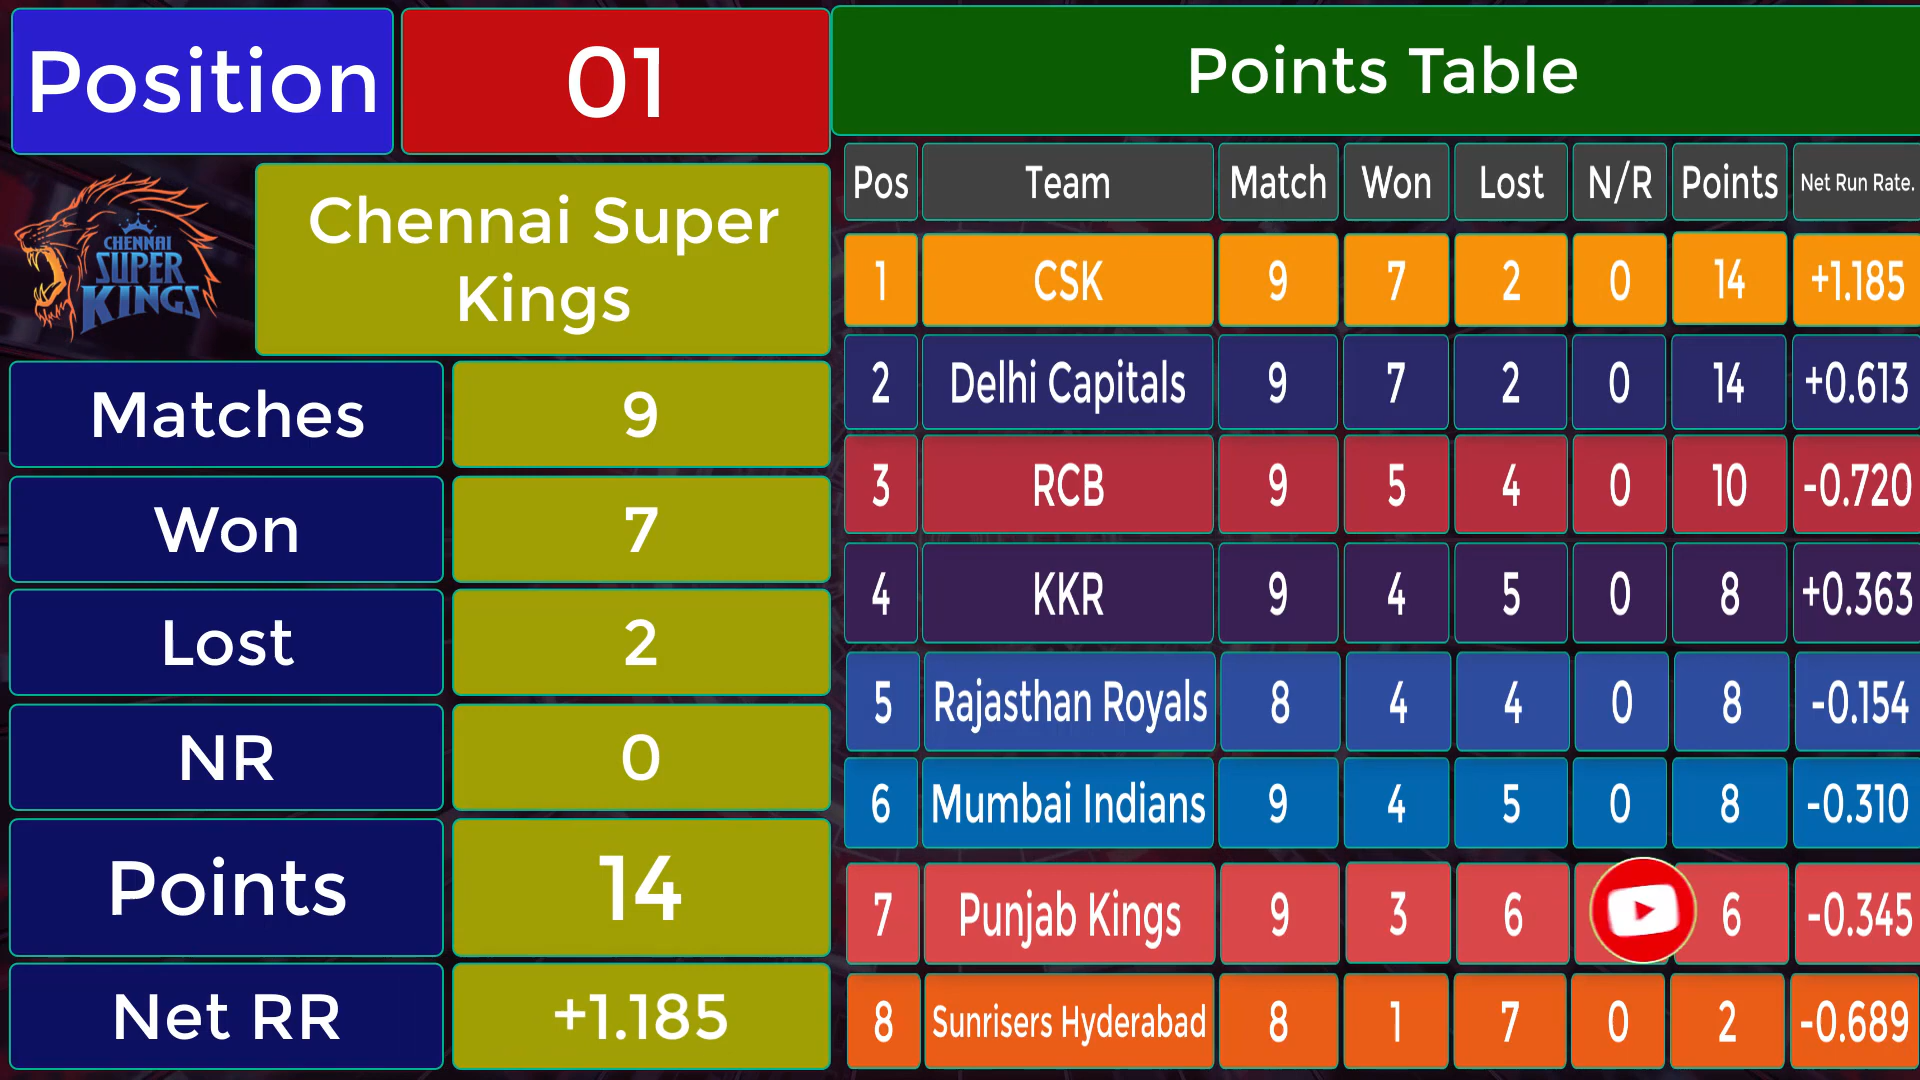 Position 01
CHENNAI
SUPER
KINGS
Chennai Super
Kings
Matches 9
Won 7
Lost 2
NR 0
Points 14
Net RR +1.185
Points Table
Pos Team Match Won Lost N/R Points Net Run Rate.
1 CSK 9 7 2 0 14 +1.185
2 Delhi Capitals 9 7 2 0 14 +0.613
3 RCB 9 5 4 0 10 -0.720
4 KKR 9 4 5 0 8 +0.363
5 Rajasthan Royals 8 4 4 0 8 -0.154
6 Mumbai Indians 9 4 5 0 8 -0.310
7 Punjab Kings 9 3 6 6 -0.345
8 Sunrisers Hyderabad 8 1 7 0 2 -0.689